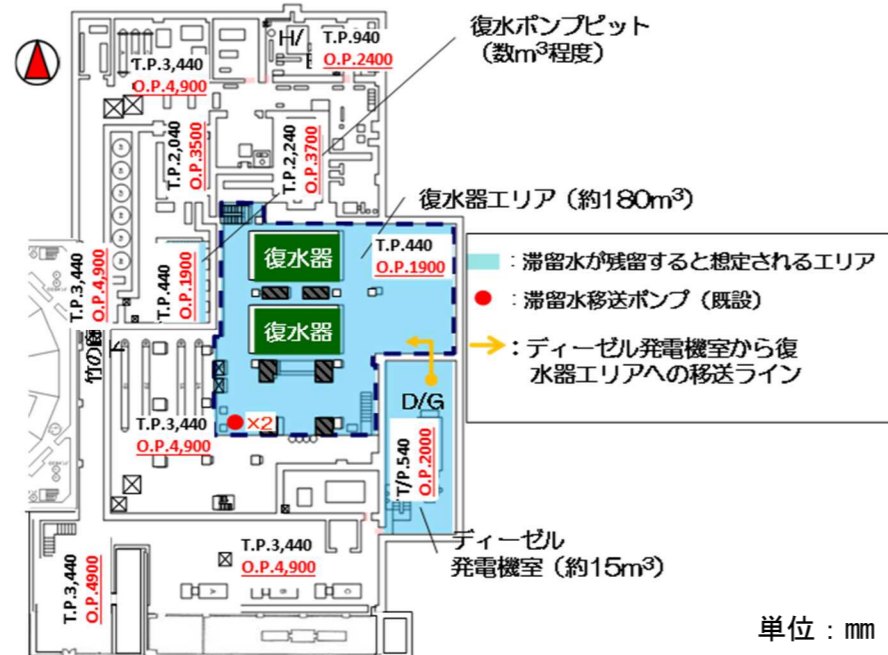 復水ポンプピット
（数m³程度）
H/
T.P.940
O.P.2400
T.P.3,440
O.P.4,900
T.P.2,040
O.P.3500
T.P.2,240
O.P.3700
復水器エリア（約180m³）
復水器
T.P.440
O.P.1900
T.P.3,440
O.P.4,900
T.P.440
O.P.1900
復水器
：滞留水が残留すると想定されるエリア
：滞留水移送ポンプ（既設）
：ディーゼル発電機室から復
水器エリアへの移送ライン
竹の
D/G
×2
T.P.3,440
O.P.4,900
T/P.540
O.P.2000
ディーゼル
発電機室（約15m³）
T.P.3,440
O.P.4,900
T.P.3,440
O.P.4900
単位：mm